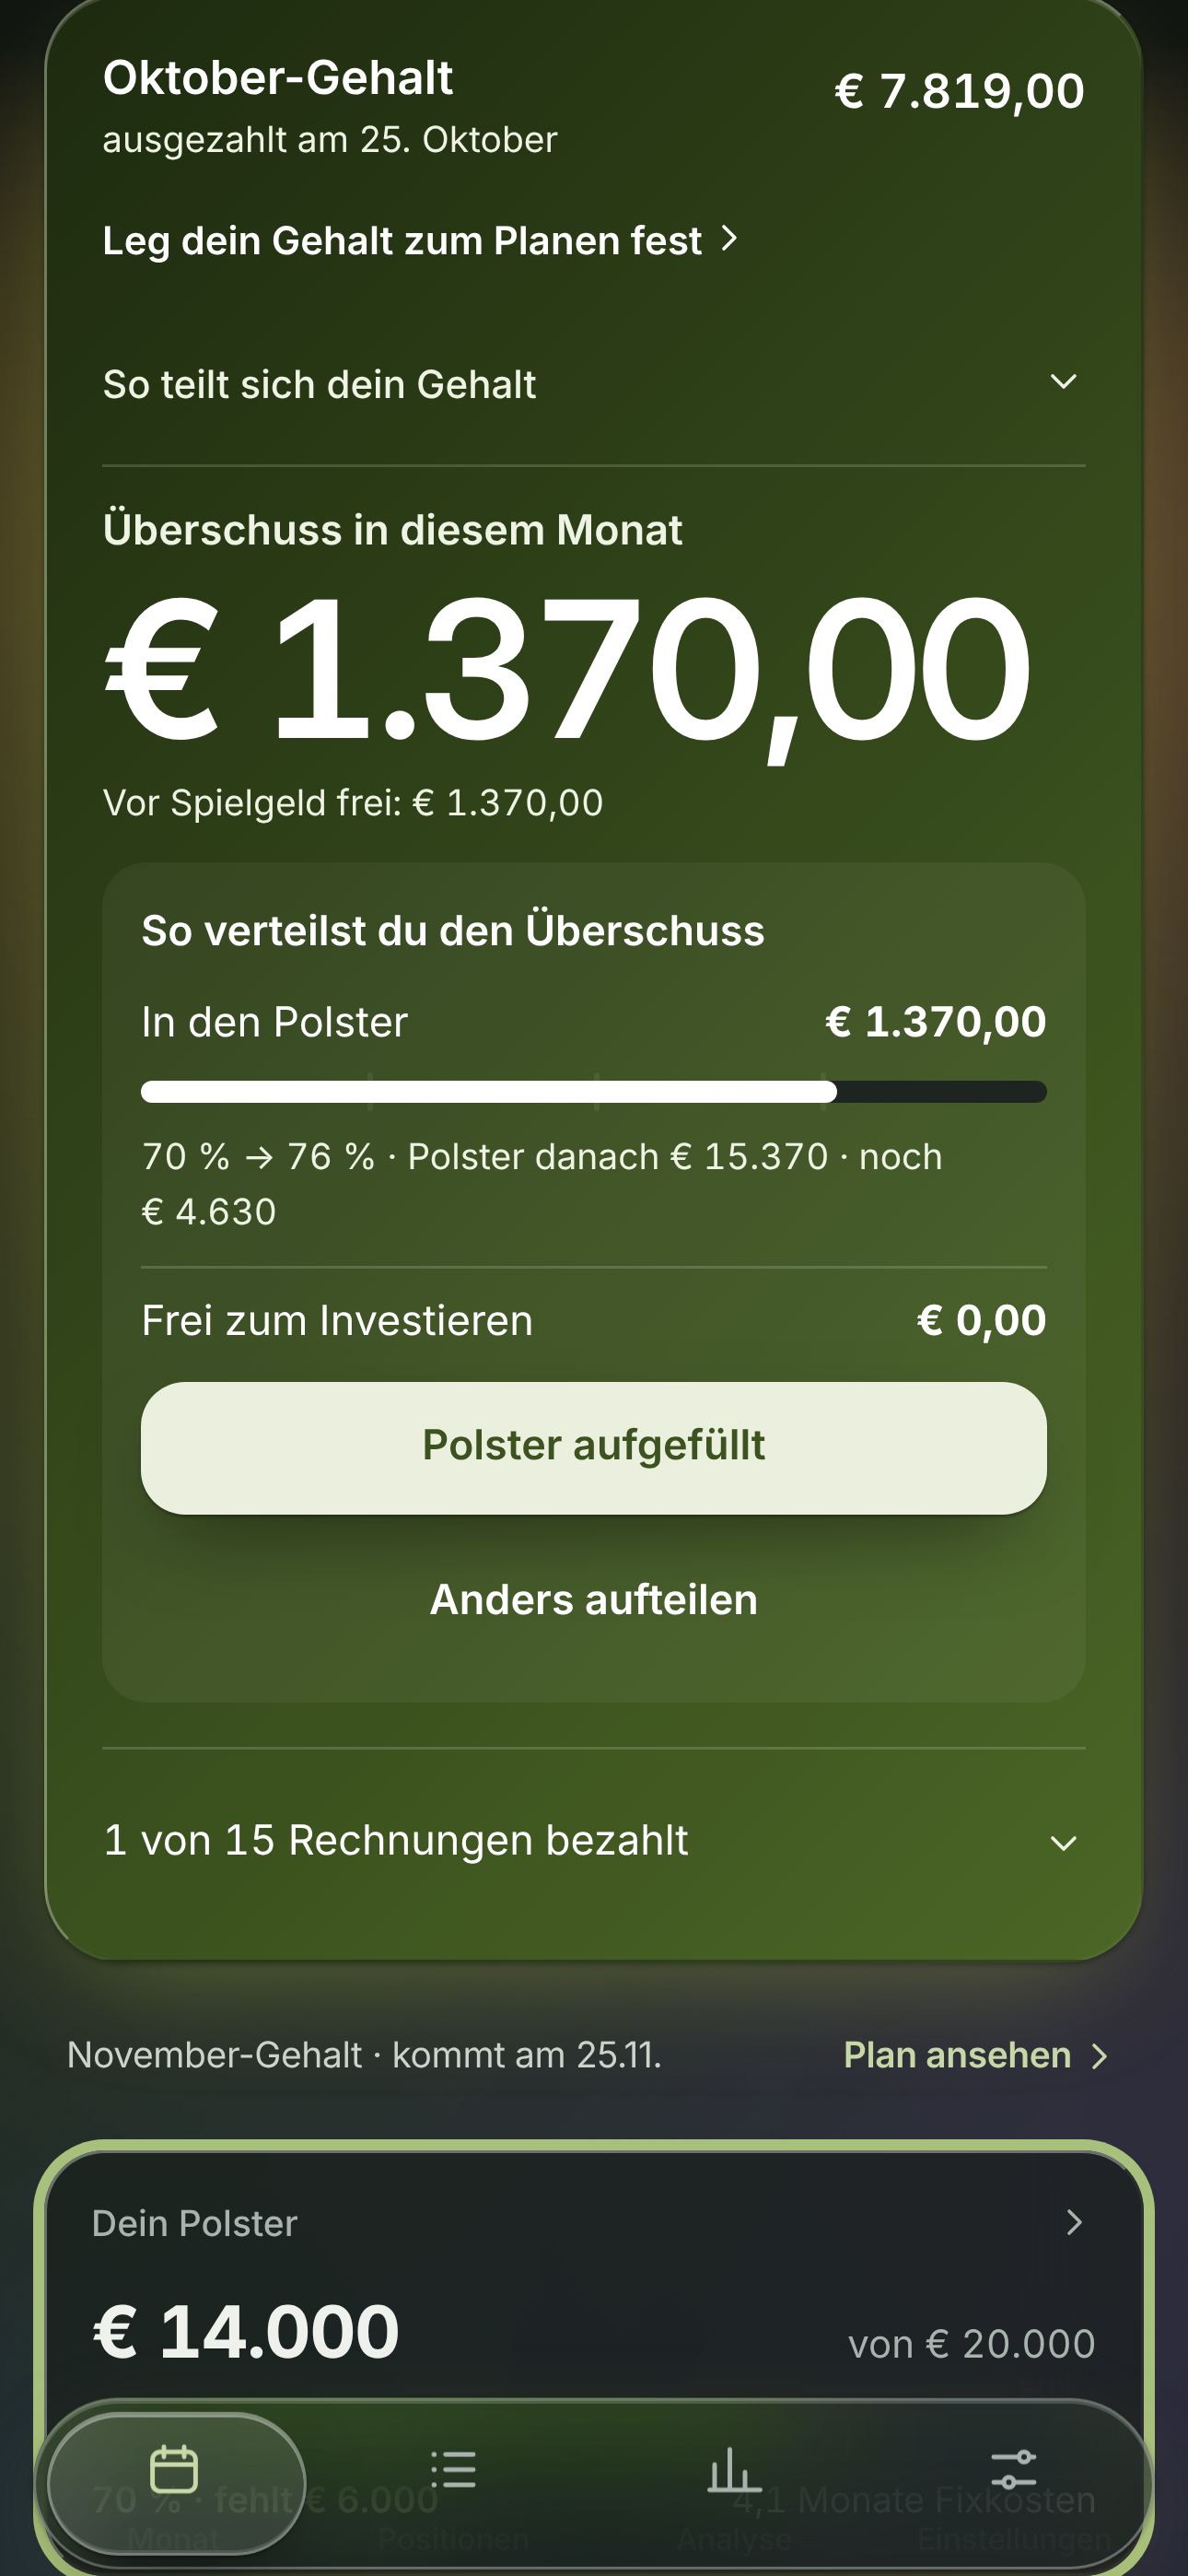 Oktober-Gehalt
€ 7.819,00
ausgezahlt am 25. Oktober
Leg dein Gehalt zum Planen fest
So teilt sich dein Gehalt
Überschuss in diesem Monat
€ 1.370,00
Vor Spielgeld frei: € 1.370,00
So verteilst du den Überschuss
In den Polster
€ 1.370,00
70 % → 76 % · Polster danach € 15.370 · noch
€ 4.630
Frei zum Investieren
€ 0,00
Polster aufgefüllt
Anders aufteilen
1 von 15 Rechnungen bezahlt
November-Gehalt · kommt am 25.11.
Plan ansehen
Dein Polster
€ 14.000
von € 20.000
70 % · fehlt € 6.000
4,1 Monate Fixkosten
Monat
Positionen
Analyse
Einstellungen